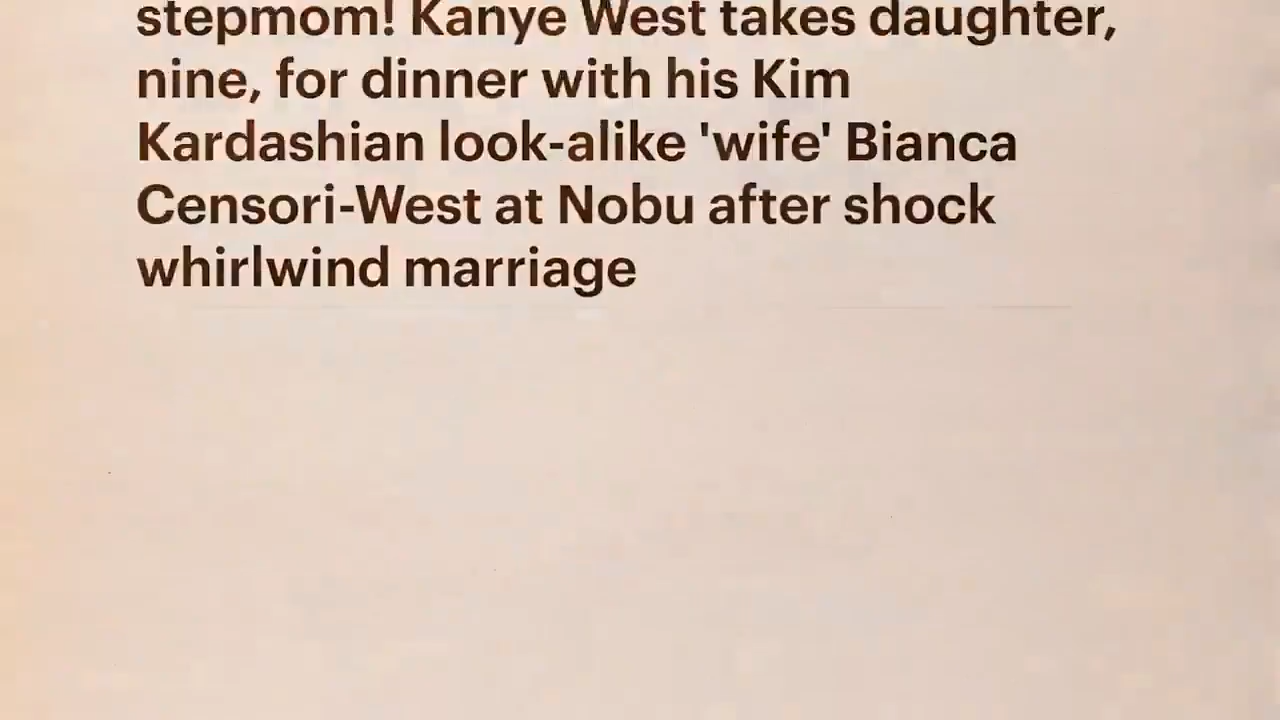 stepmom! Kanye West takes daughter,
nine, for dinner with his Kim
Kardashian look-alike 'wife' Bianca
Censori-West at Nobu after shock
whirlwind marriage